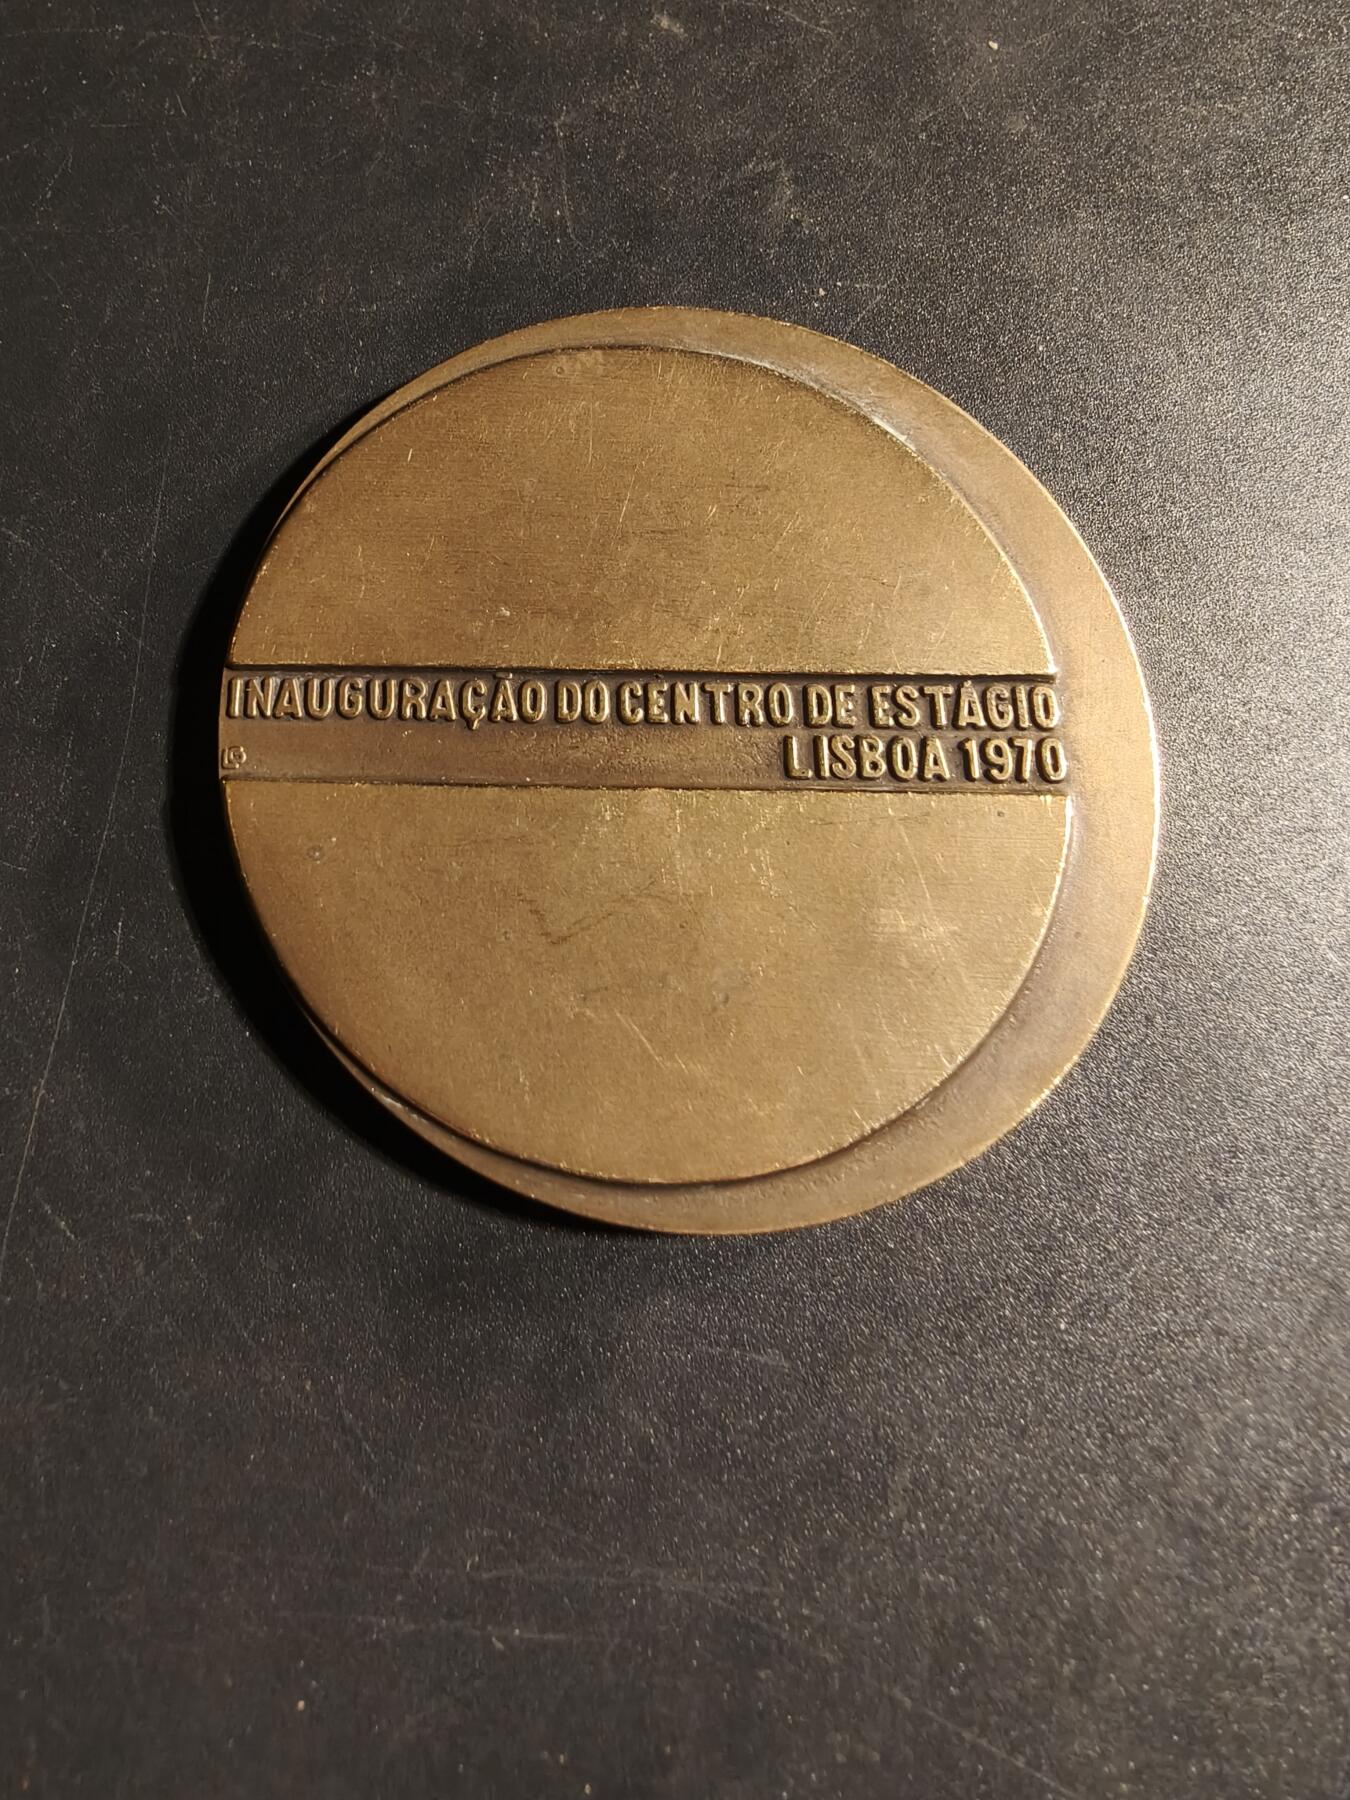 INAUGURAÇÃO DO CENTRO DE ESTÁGIO
LISBOA 1970